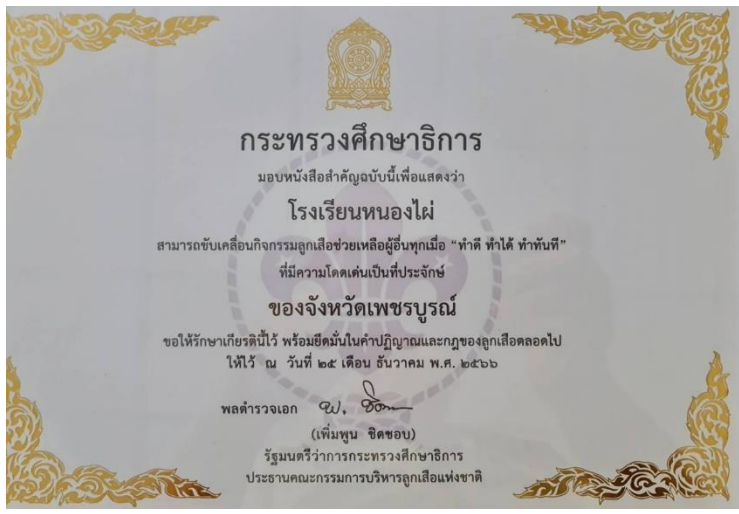 กระทรวงศึกษาธิการ
มอบหนังสือสำคัญฉบับนี้เพื่อแสดงว่า
โรงเรียนหนองไผ่
สามารถขับเคลื่อนกิจกรรมลูกเสือช่วยเหลือผู้อื่นทุกเมื่อ “ทำดี ทำได้ ทำทันที”
ที่มีความโดดเด่นเป็นที่ประจักษ์
ของจังหวัดเพชรบูรณ์
ขอให้รักษาเกียรตินี้ไว้ พร้อมยึดมั่นในคำปฏิญาณและกฎของลูกเสือตลอดไป
ให้ไว้ ณ วันที่ ๒๕ เดือน ธันวาคม พ.ศ. ๒๕๖๖
พลตำรวจเอก
(เพิ่มพูน ชิดชอบ)
รัฐมนตรีว่าการกระทรวงศึกษาธิการ
ประธานคณะกรรมการบริหารลูกเสือแห่งชาติ